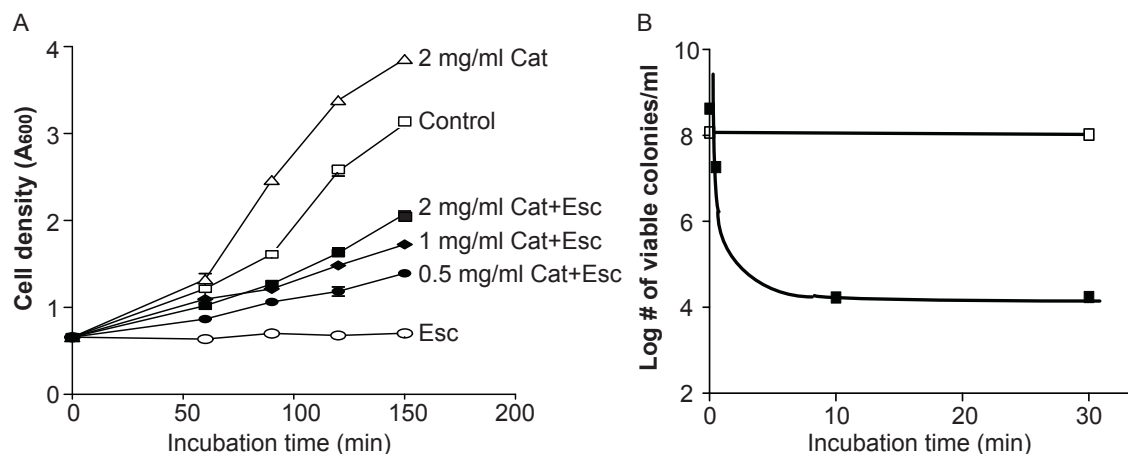 A
Cell density (A600)
4
3
2
1
0
0
50
100
150
200
Incubation time (min)
2 mg/ml Cat
Control
2 mg/ml Cat+Esc
1 mg/ml Cat+Esc
0.5 mg/ml Cat+Esc
Esc
B
Log # of viable colonies/ml
10
8
6
4
2
0
10
20
30
Incubation time (min)